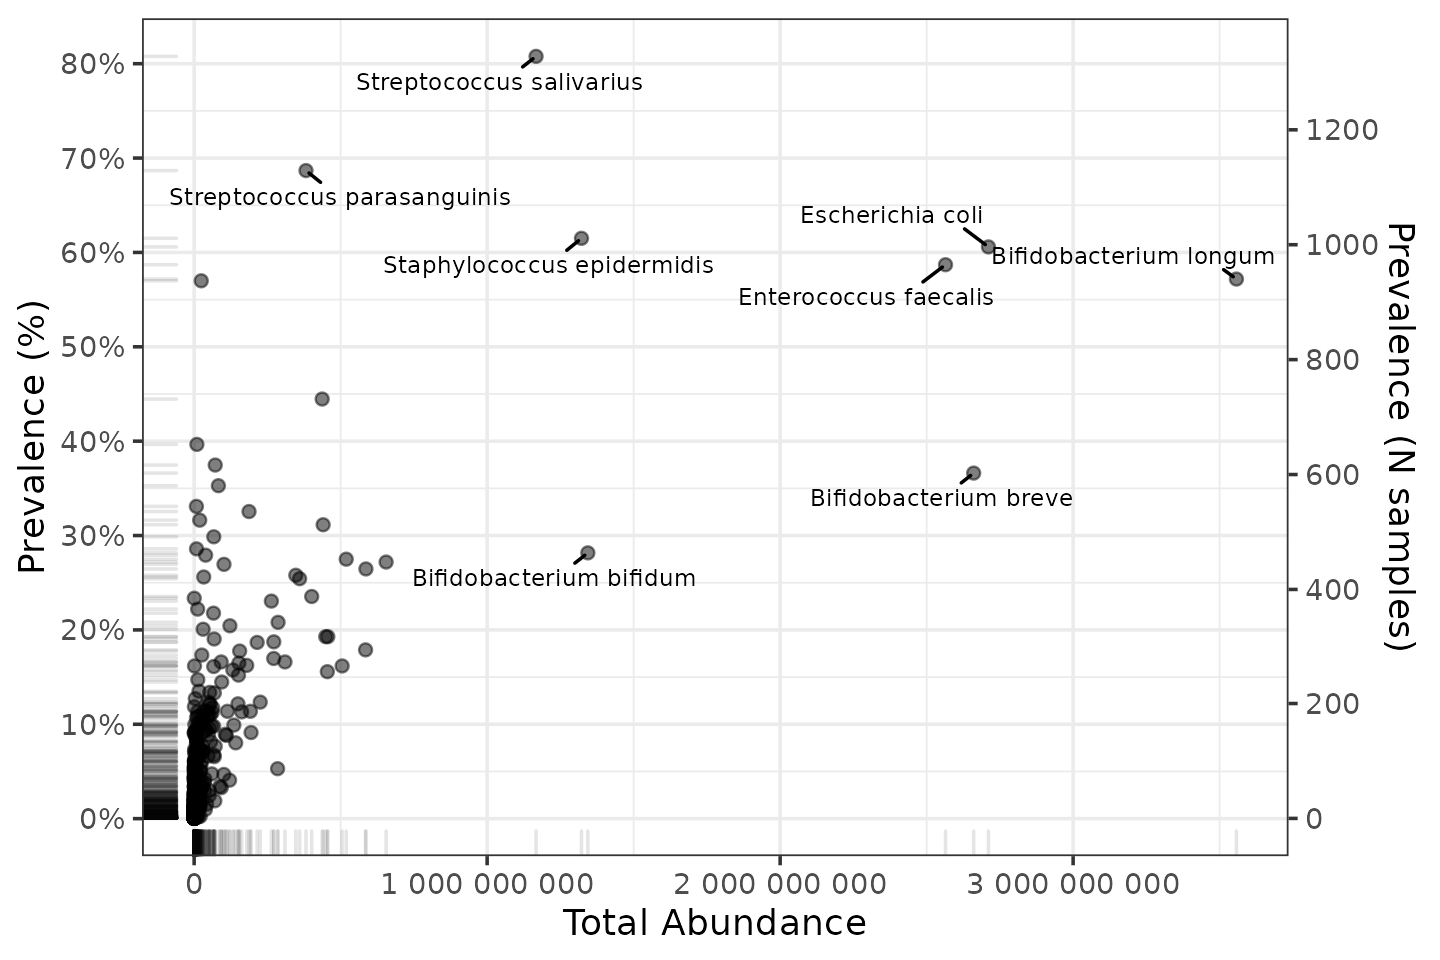 80%
70%
60%
50%
40%
30%
20%
10%
0%
Prevalence (%)
Streptococcus salivarius
Streptococcus parasanguinis
Escherichia coli
Bifidobacterium longum
Staphylococcus epidermidis
Enterococcus faecalis
Bifidobacterium breve
Bifidobacterium bifidum
1200
1000
800
600
400
200
0
Prevalence (N samples)
0 1 000 000 000 2 000 000 000 3 000 000 000
Total Abundance